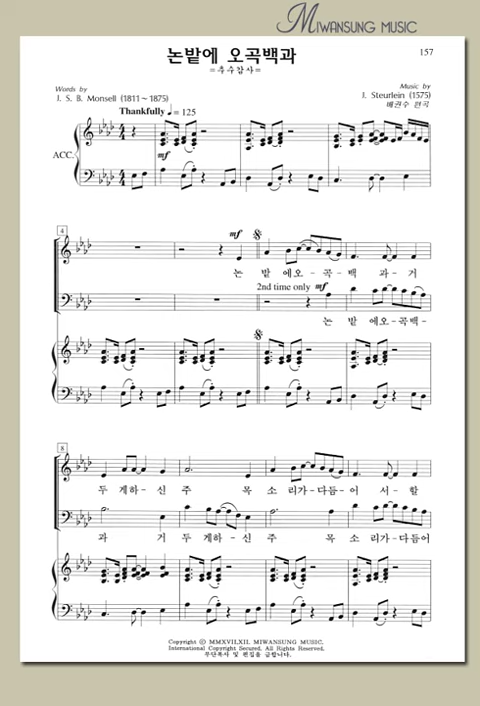 MIWANSUNG MUSIC
논밭에 오곡백과
=추수감사=
157
Words by
J. S. B. Monsell (1811~1875)
Music by
J. Steurlein (1575)
배권수 편곡
Thankfully ♩= 125
ACC.
mf
4
mf
논 밭 에오-곡-백 과-거
2nd time only mf
논 밭 에오-곡백-
8
두 게하-신 주 목 소 리가-다듬-어 서-할
과 - 거 두 게하-신 주 목 소 리가-다듬어
Copyright © MMXVII.XII. MIWANSUNG MUSIC.
International Copyright Secured. All Rights Reserved.
무단복사 및 편집을 금합니다.